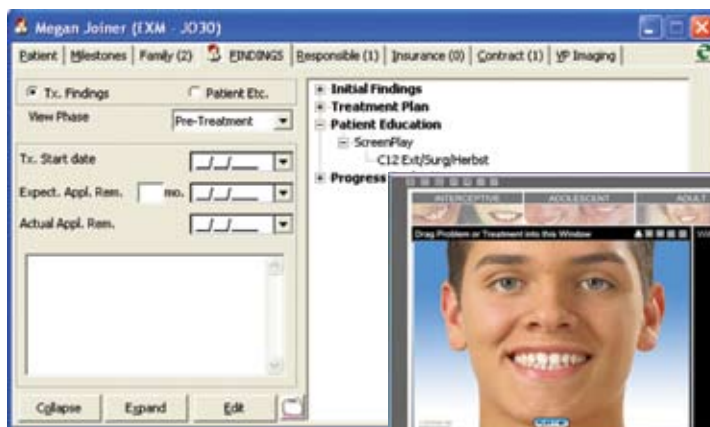 Megan Joiner (EXM - JO30)
Patient Milestones Family (2) FINDINGS Responsible (1) Insurance (0) Contract (1) VP Imaging
Tx. Findings Patient Etc.
View Phase Pre-Treatment
Tx. Start date _/_/_
Expect. Appl. Rem. mo. _/_/_
Actual Appl. Rem. _/_/_
Collapse Expand Edit
Initial Findings
Treatment Plan
Patient Education
ScreenPlay
C12 Ext/Surg/Herbst
Progress
INTERCEPTIVE ADOLESCENT ADULT
Drag Problem or Treatment into this Window